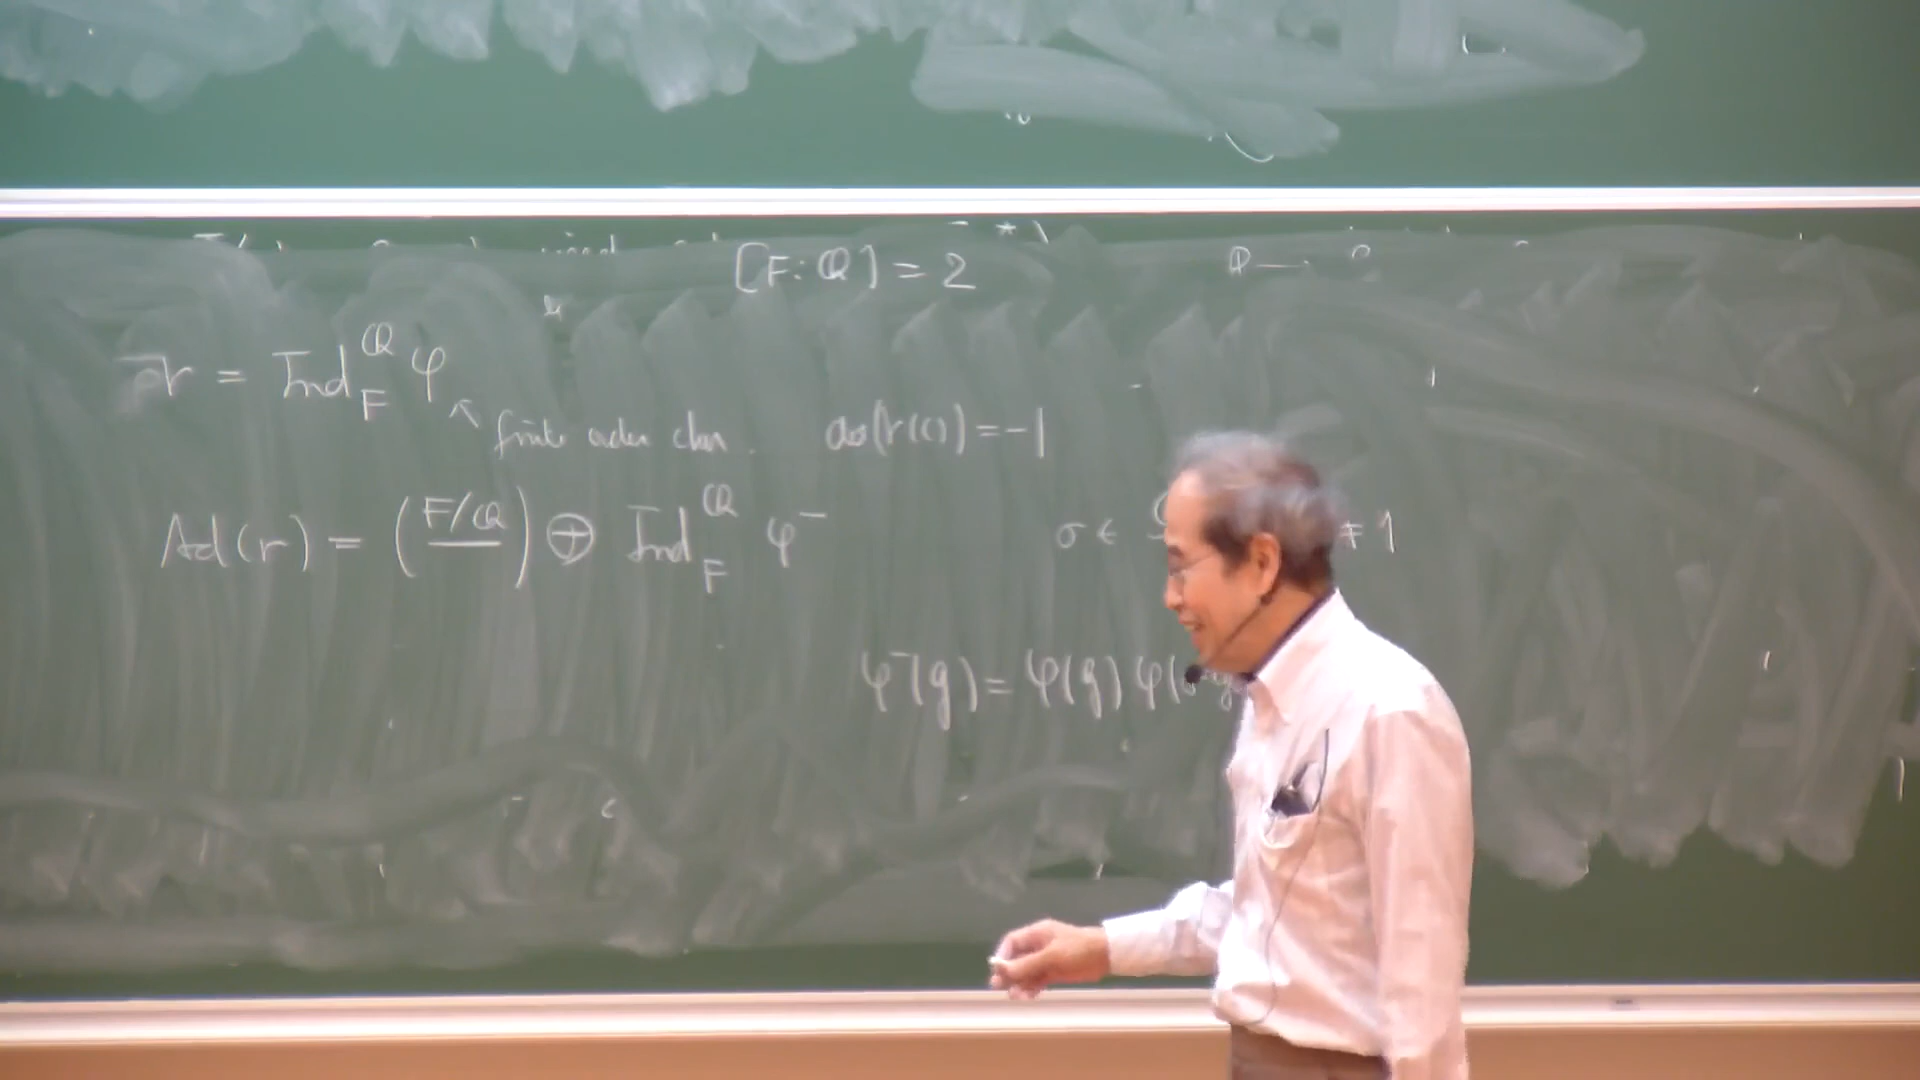 [F:Q] = 2
r = Ind_F^Q φ
finite order char. det(r(c)) = -1
Ad(r) = (F/Q) ⊕ Ind_F^Q φ^- σ ∈ ≠ 1
φ^-(g) = φ(g) φ(σ